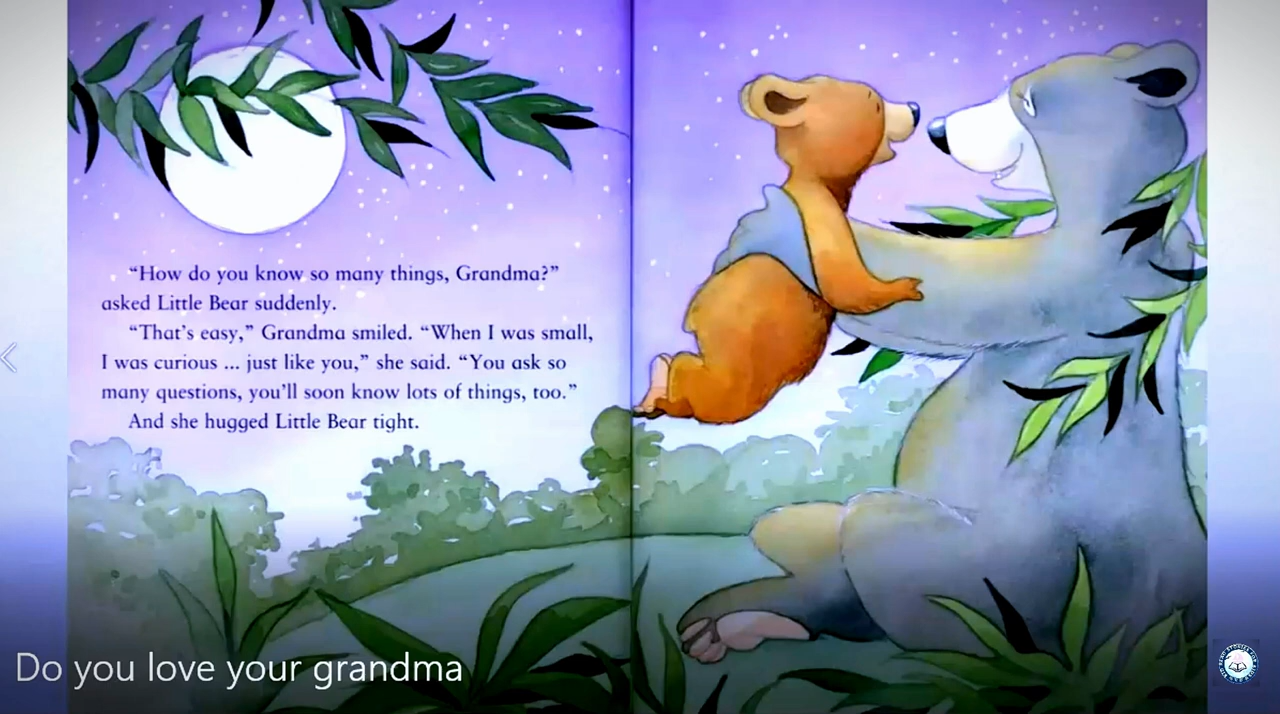 “How do you know so many things, Grandma?”
asked Little Bear suddenly.
“That’s easy,” Grandma smiled. “When I was small,
I was curious ... just like you,” she said. “You ask so
many questions, you’ll soon know lots of things, too.”
And she hugged Little Bear tight.
Do you love your grandma